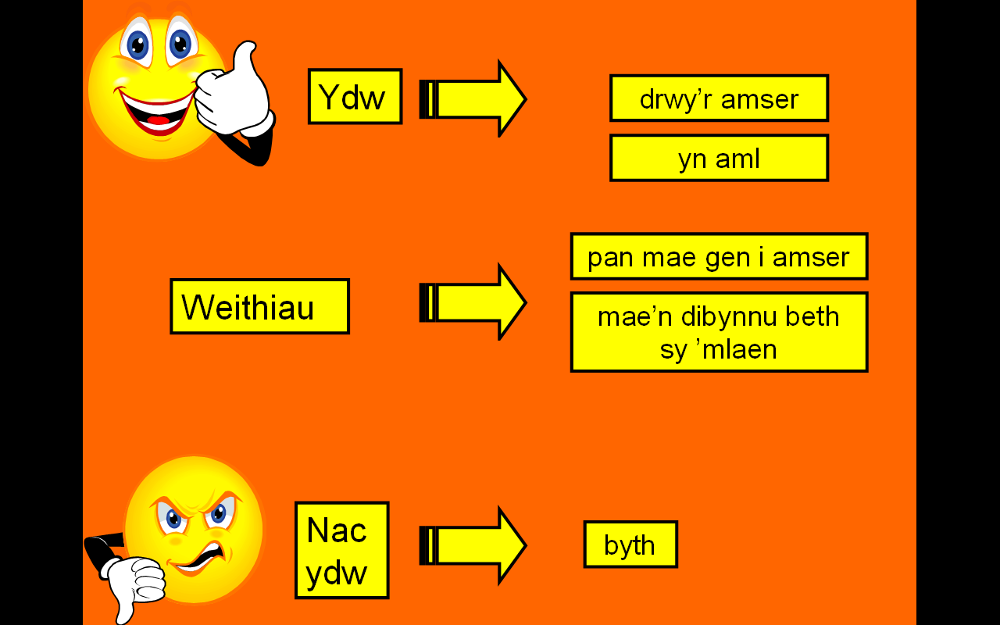 Ydw
drwy’r amser
yn aml
Weithiau
pan mae gen i amser
mae’n dibynnu beth
sy ’mlaen
Nac
ydw
byth